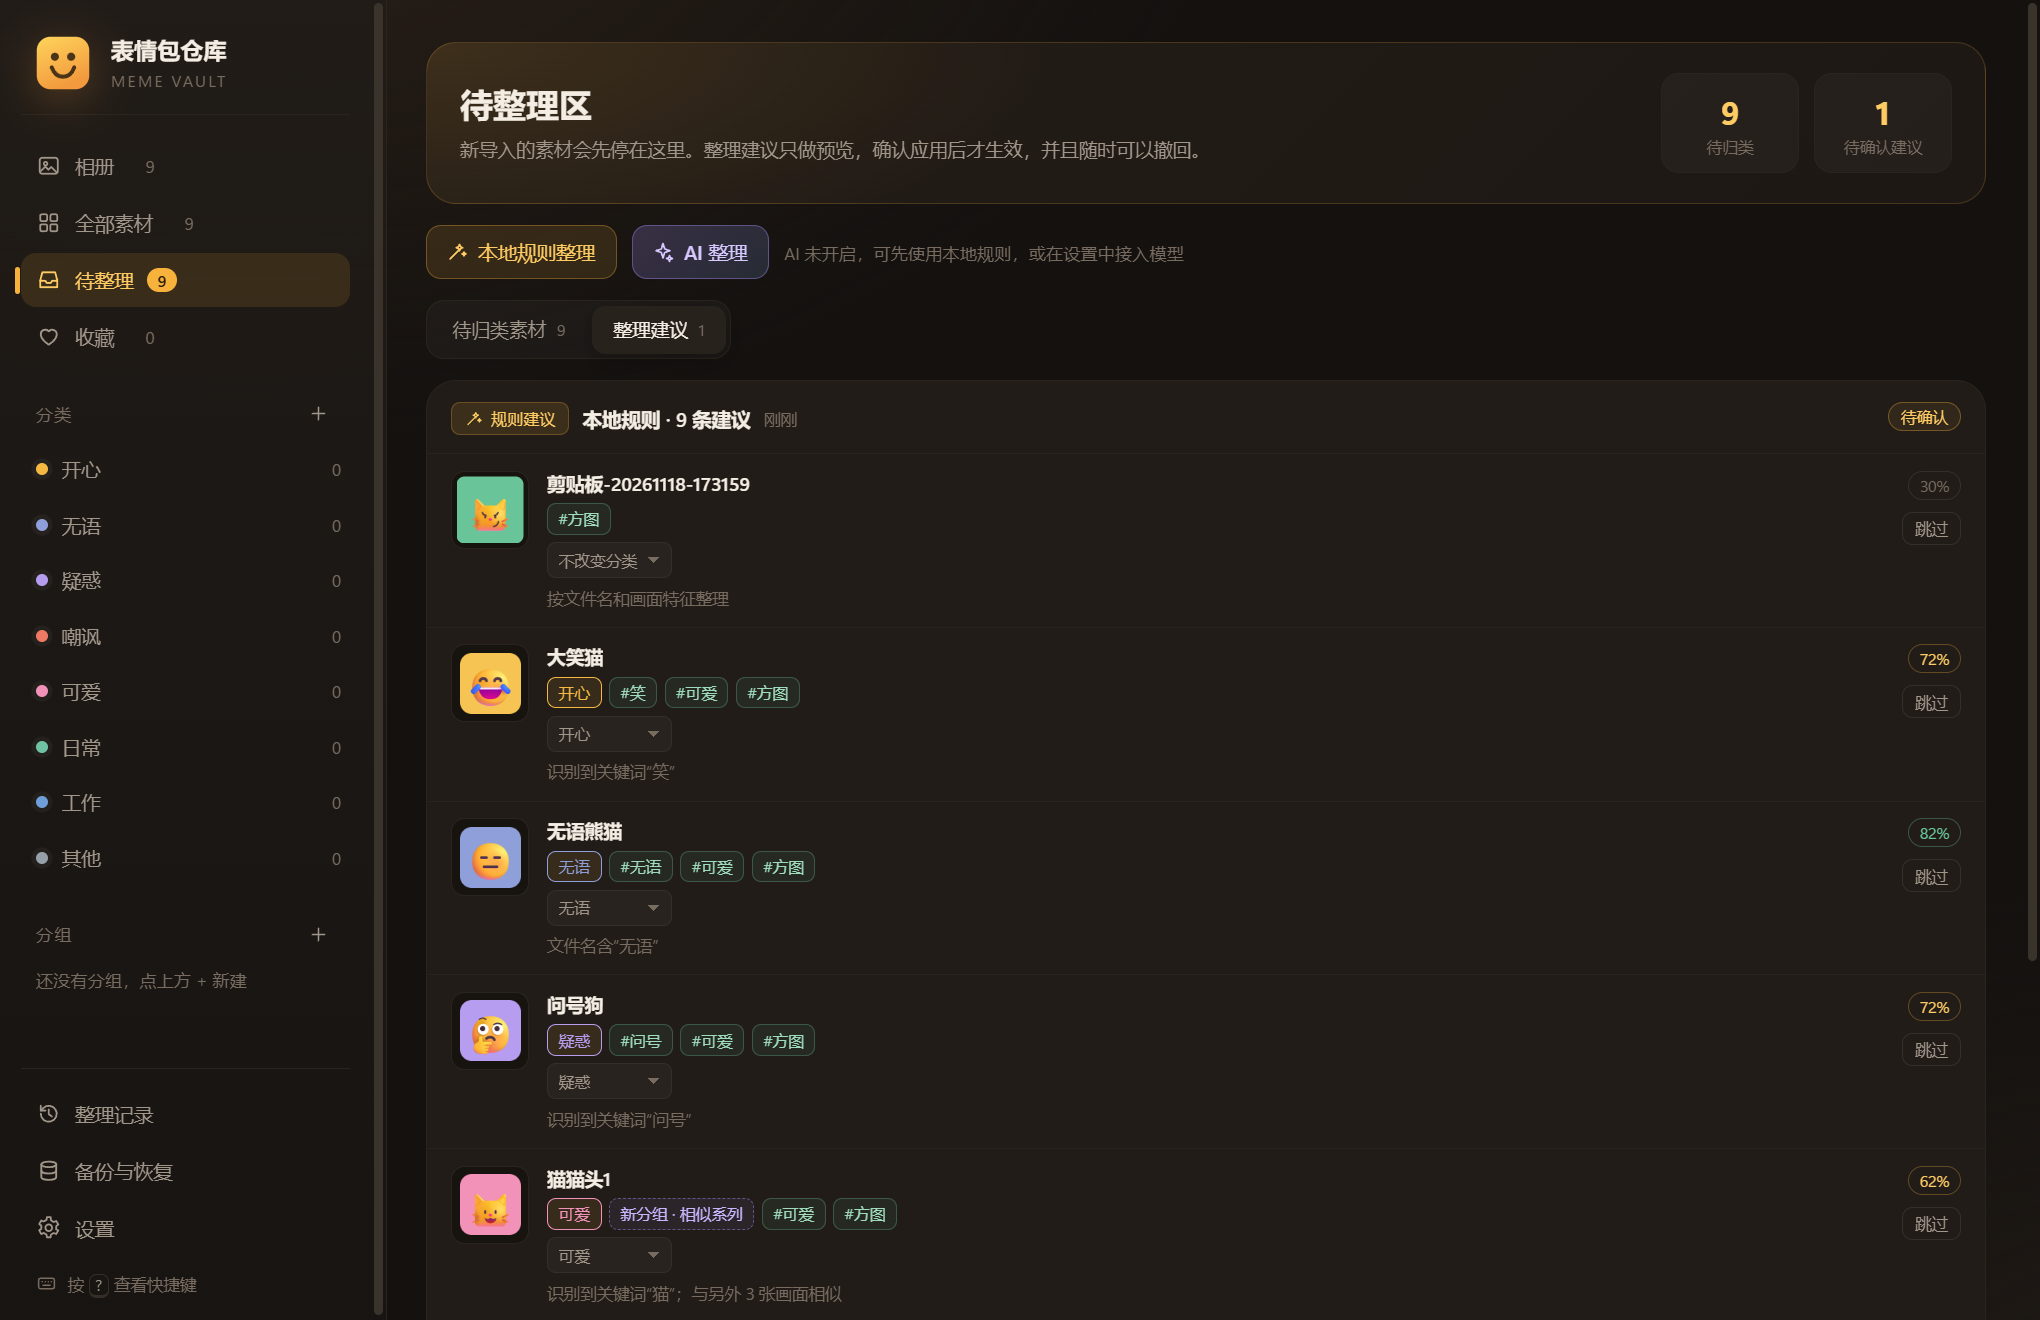 表情包仓库
MEME VAULT
相册 9
全部素材 9
待整理 9
收藏 0
分类 +
开心 0
无语 0
疑惑 0
嘲讽 0
可爱 0
日常 0
工作 0
其他 0
分组 +
还没有分组，点上方 + 新建
整理记录
备份与恢复
设置
按 ? 查看快捷键
待整理区
新导入的素材会先停在这里。整理建议只做预览，确认应用后才生效，并且随时可以撤回。
9
待归类
1
待确认建议
本地规则整理
AI 整理
AI 未开启，可先使用本地规则，或在设置中接入模型
待归类素材 9
整理建议 1
规则建议 本地规则 · 9 条建议 刚刚 待确认
剪贴板-20261118-173159 30%
#方图 跳过
不改变分类
按文件名和画面特征整理
大笑猫 72%
开心 #笑 #可爱 #方图 跳过
开心
识别到关键词“笑”
无语熊猫 82%
无语 #无语 #可爱 #方图 跳过
无语
文件名含“无语”
问号狗 72%
疑惑 #问号 #可爱 #方图 跳过
疑惑
识别到关键词“问号”
猫猫头1 62%
可爱 新分组 · 相似系列 #可爱 #方图 跳过
可爱
识别到关键词“猫”；与另外 3 张画面相似